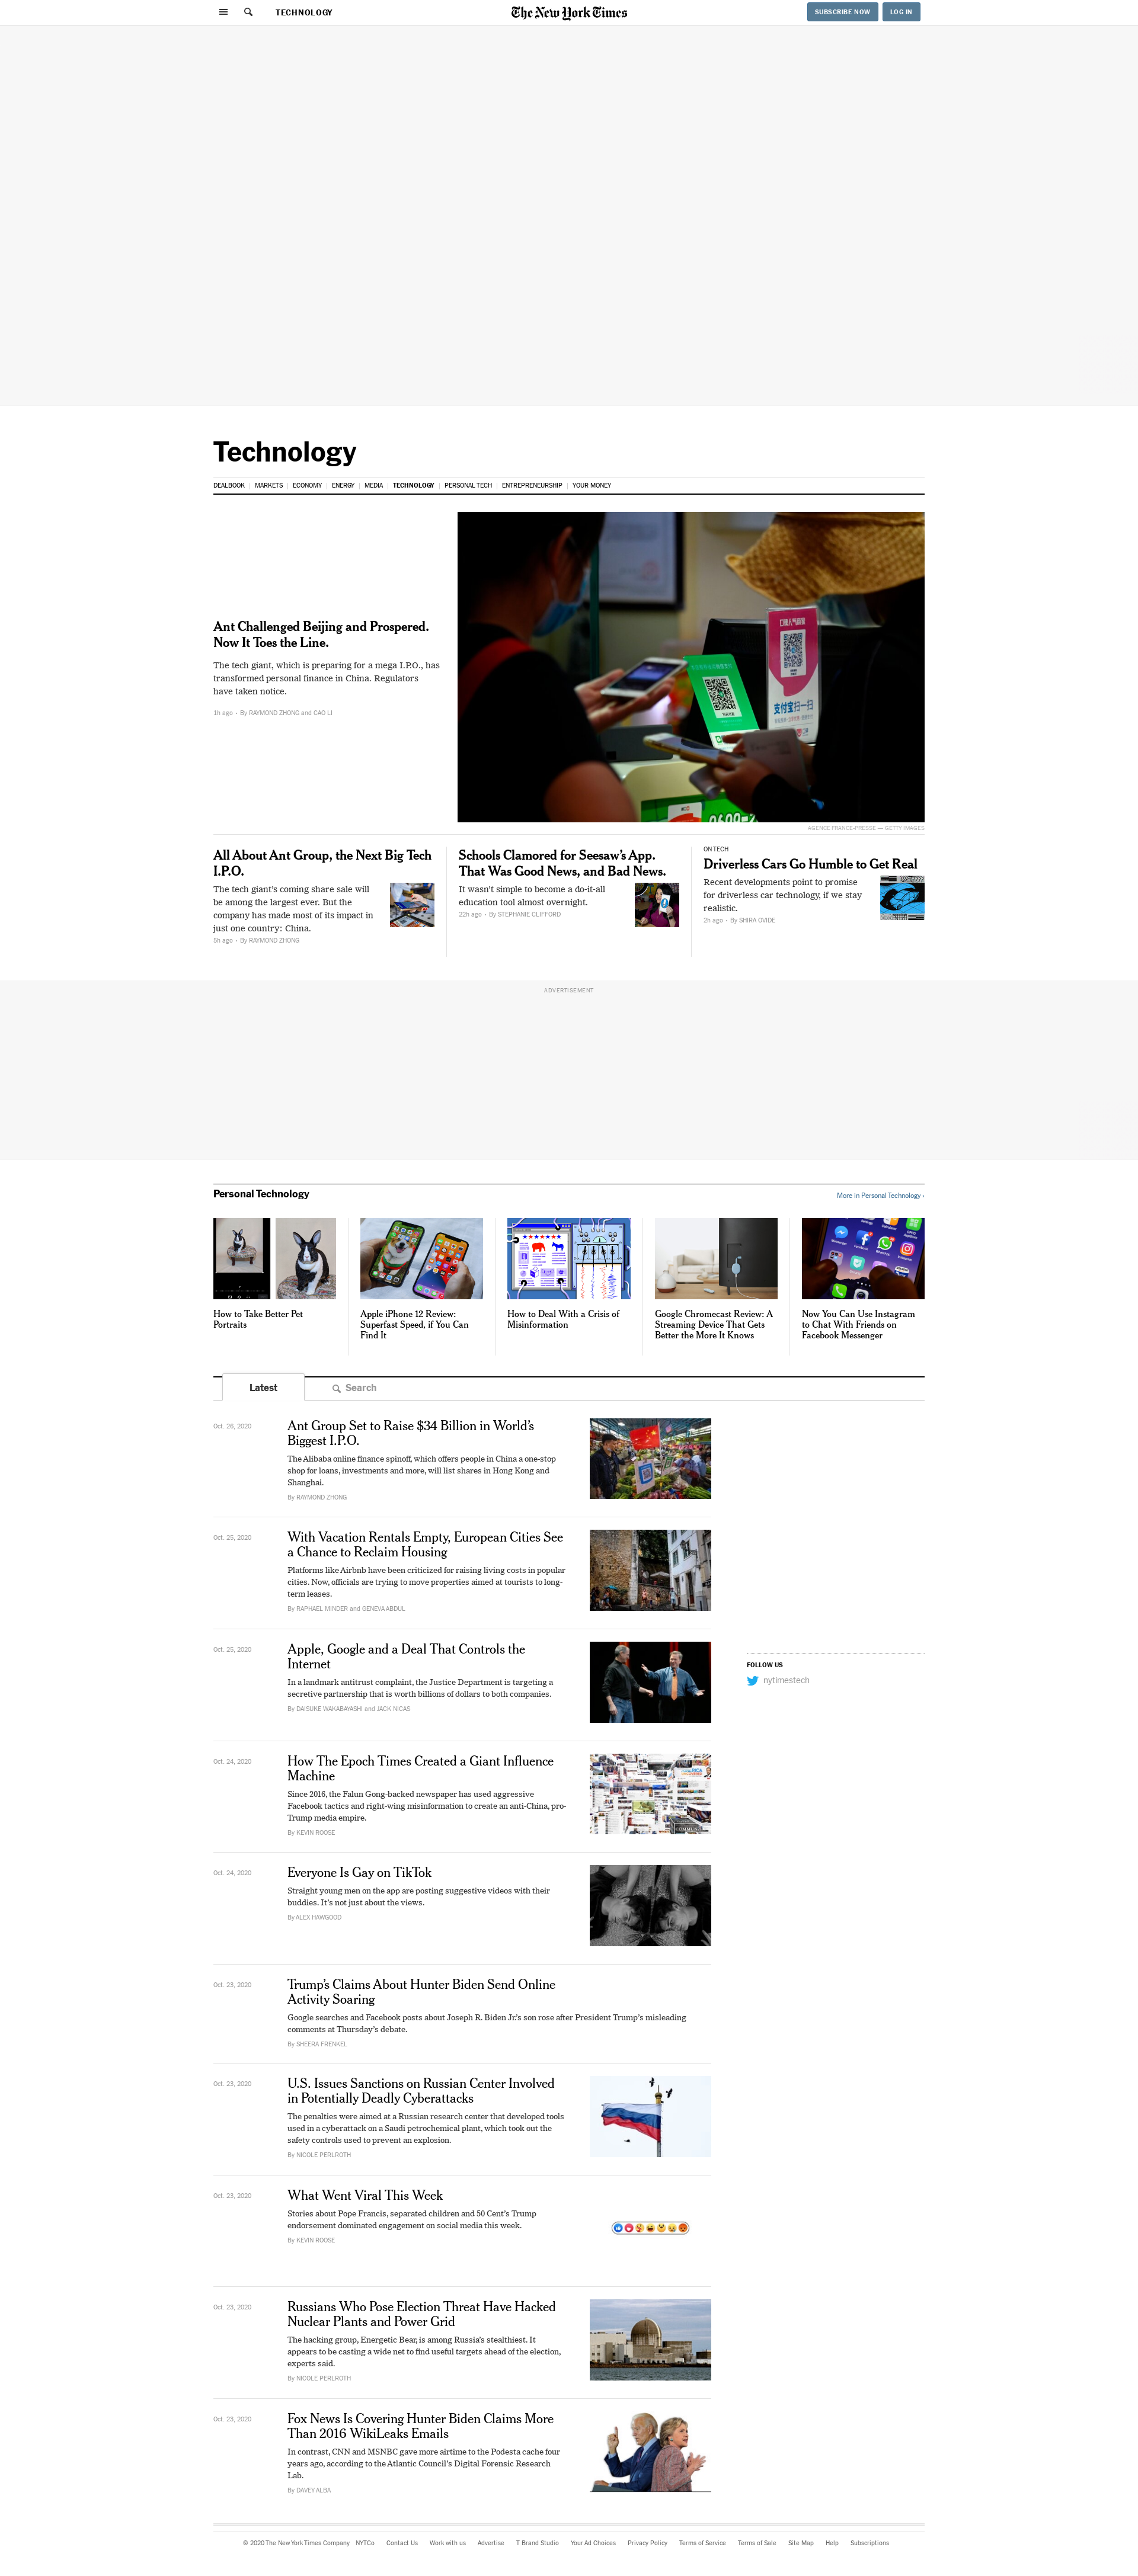 TECHNOLOGY
The New York Times
SUBSCRIBE NOW
LOG IN
Technology
DEALBOOK
MARKETS
ECONOMY
ENERGY
MEDIA
TECHNOLOGY
PERSONAL TECH
ENTREPRENEURSHIP
YOUR MONEY
Ant Challenged Beijing and Prospered.
Now It Toes the Line.
The tech giant, which is preparing for a mega I.P.O., has
transformed personal finance in China. Regulators
have taken notice.
1h ago • By RAYMOND ZHONG and CAO LI
支付宝扫一扫
AGENCE FRANCE-PRESSE — GETTY IMAGES
All About Ant Group, the Next Big Tech
I.P.O.
The tech giant's coming share sale will
be among the largest ever. But the
company has made most of its impact in
just one country: China.
5h ago • By RAYMOND ZHONG
Schools Clamored for Seesaw’s App.
That Was Good News, and Bad News.
It wasn't simple to become a do-it-all
education tool almost overnight.
22h ago • By STEPHANIE CLIFFORD
ON TECH
Driverless Cars Go Humble to Get Real
Recent developments point to promise
for driverless car technology, if we stay
realistic.
2h ago • By SHIRA OVIDE
ADVERTISEMENT
Personal Technology
More in Personal Technology ›
How to Take Better Pet
Portraits
Apple iPhone 12 Review:
Superfast Speed, if You Can
Find It
How to Deal With a Crisis of
Misinformation
Google Chromecast Review: A
Streaming Device That Gets
Better the More It Knows
Now You Can Use Instagram
to Chat With Friends on
Facebook Messenger
Latest
Search
Oct. 26, 2020
Ant Group Set to Raise $34 Billion in World’s
Biggest I.P.O.
The Alibaba online finance spinoff, which offers people in China a one-stop
shop for loans, investments and more, will list shares in Hong Kong and
Shanghai.
By RAYMOND ZHONG
Oct. 25, 2020
With Vacation Rentals Empty, European Cities See
a Chance to Reclaim Housing
Platforms like Airbnb have been criticized for raising living costs in popular
cities. Now, officials are trying to move properties aimed at tourists to long-
term leases.
By RAPHAEL MINDER and GENEVA ABDUL
Oct. 25, 2020
Apple, Google and a Deal That Controls the
Internet
In a landmark antitrust complaint, the Justice Department is targeting a
secretive partnership that is worth billions of dollars to both companies.
By DAISUKE WAKABAYASHI and JACK NICAS
FOLLOW US
nytimestech
Oct. 24, 2020
How The Epoch Times Created a Giant Influence
Machine
Since 2016, the Falun Gong-backed newspaper has used aggressive
Facebook tactics and right-wing misinformation to create an anti-China, pro-
Trump media empire.
By KEVIN ROOSE
Oct. 24, 2020
Everyone Is Gay on TikTok
Straight young men on the app are posting suggestive videos with their
buddies. It’s not just about the views.
By ALEX HAWGOOD
Oct. 23, 2020
Trump’s Claims About Hunter Biden Send Online
Activity Soaring
Google searches and Facebook posts about Joseph R. Biden Jr.’s son rose after President Trump’s misleading
comments at Thursday’s debate.
By SHEERA FRENKEL
Oct. 23, 2020
U.S. Issues Sanctions on Russian Center Involved
in Potentially Deadly Cyberattacks
The penalties were aimed at a Russian research center that developed tools
used in a cyberattack on a Saudi petrochemical plant, which took out the
safety controls used to prevent an explosion.
By NICOLE PERLROTH
Oct. 23, 2020
What Went Viral This Week
Stories about Pope Francis, separated children and 50 Cent’s Trump
endorsement dominated engagement on social media this week.
By KEVIN ROOSE
Oct. 23, 2020
Russians Who Pose Election Threat Have Hacked
Nuclear Plants and Power Grid
The hacking group, Energetic Bear, is among Russia’s stealthiest. It
appears to be casting a wide net to find useful targets ahead of the election,
experts said.
By NICOLE PERLROTH
Oct. 23, 2020
Fox News Is Covering Hunter Biden Claims More
Than 2016 WikiLeaks Emails
In contrast, CNN and MSNBC gave more airtime to the Podesta cache four
years ago, according to the Atlantic Council’s Digital Forensic Research
Lab.
By DAVEY ALBA
© 2020 The New York Times Company
NYTCo
Contact Us
Work with us
Advertise
T Brand Studio
Your Ad Choices
Privacy Policy
Terms of Service
Terms of Sale
Site Map
Help
Subscriptions